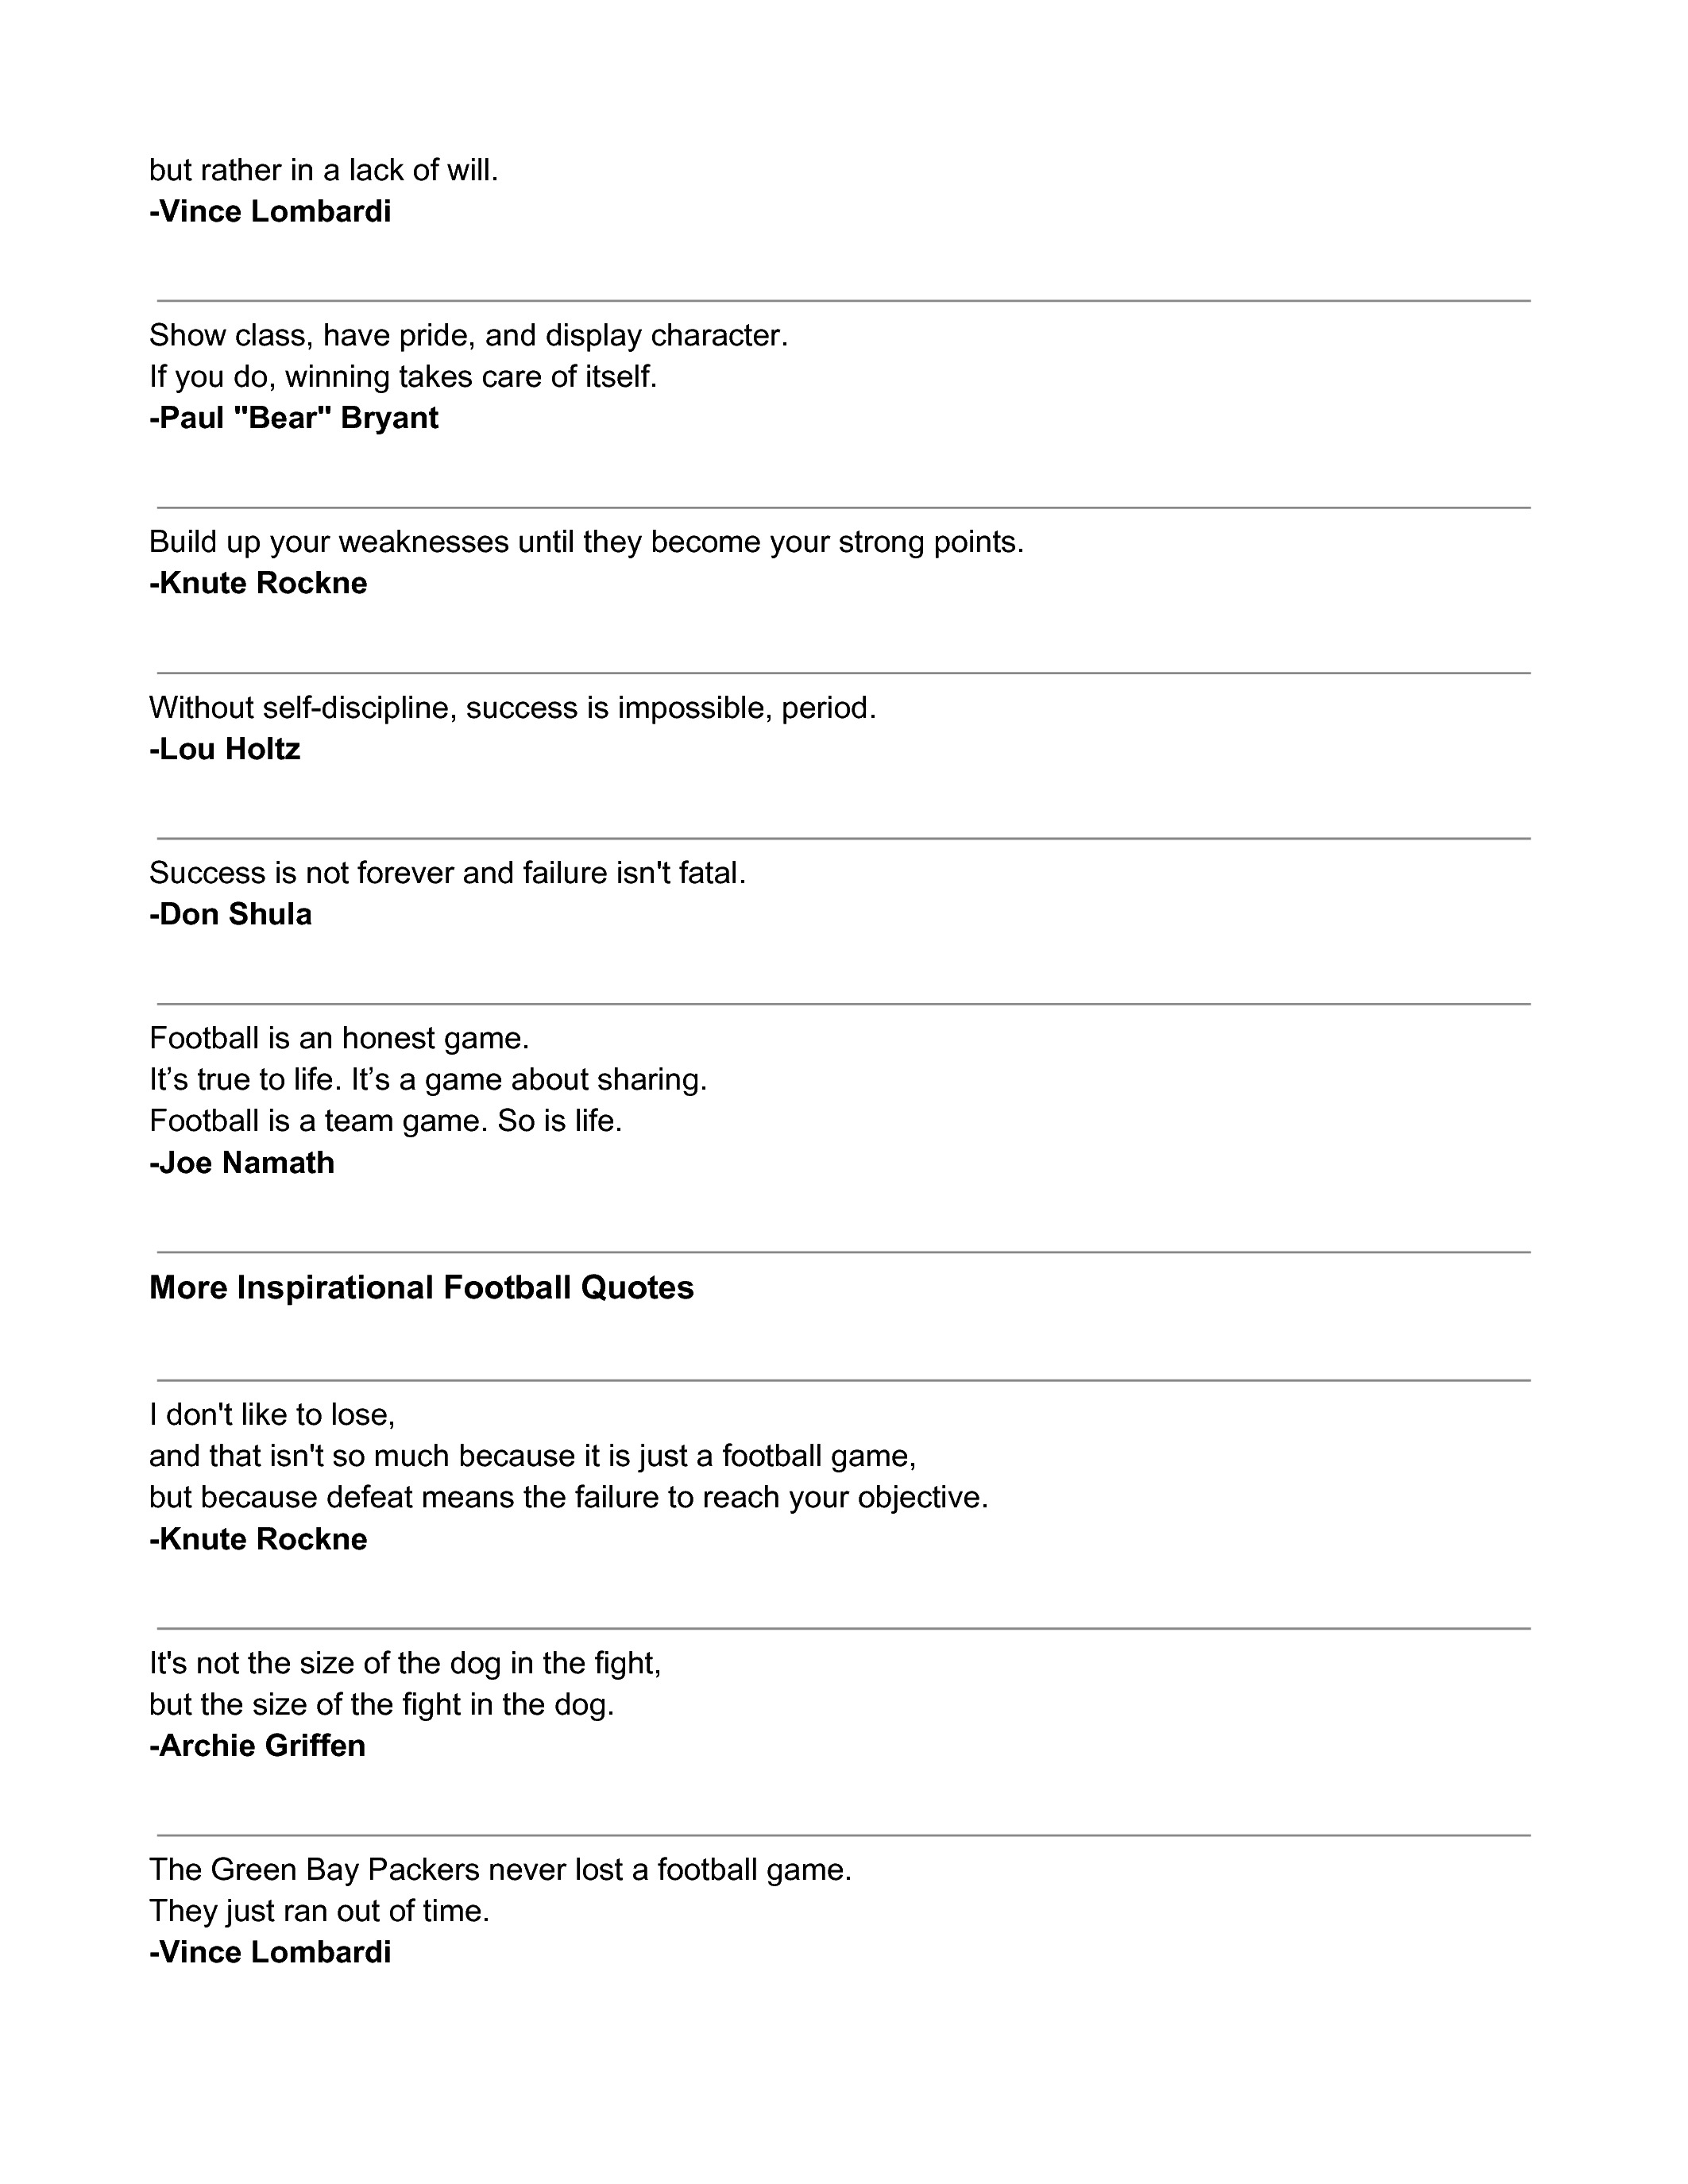 but rather in a lack of will.
-Vince Lombardi
Show class, have pride, and display character.
If you do, winning takes care of itself.
-Paul "Bear" Bryant
Build up your weaknesses until they become your strong points.
-Knute Rockne
Without self-discipline, success is impossible, period.
-Lou Holtz
Success is not forever and failure isn't fatal.
-Don Shula
Football is an honest game.
It’s true to life. It’s a game about sharing.
Football is a team game. So is life.
-Joe Namath
More Inspirational Football Quotes
I don't like to lose,
and that isn't so much because it is just a football game,
but because defeat means the failure to reach your objective.
-Knute Rockne
It's not the size of the dog in the fight,
but the size of the fight in the dog.
-Archie Griffen
The Green Bay Packers never lost a football game.
They just ran out of time.
-Vince Lombardi